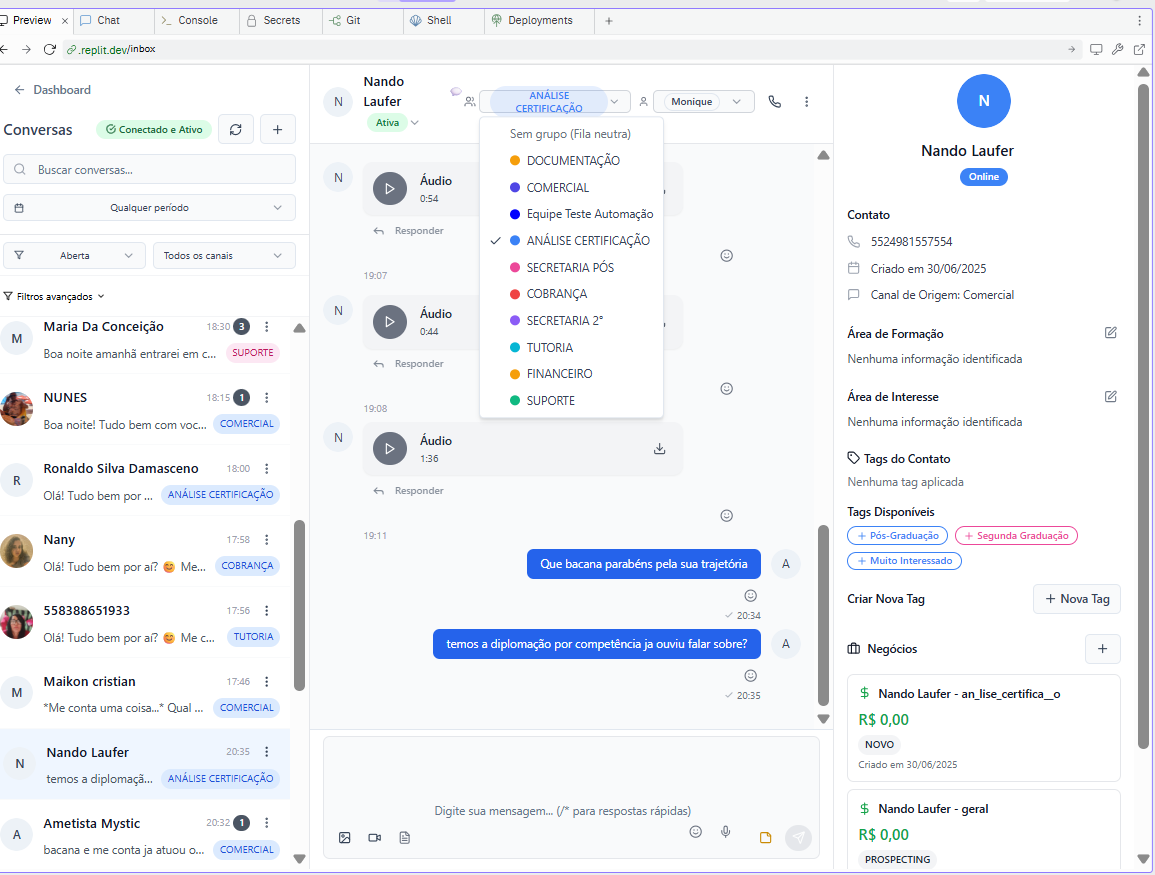 Preview
Chat
Console
Secrets
Git
Shell
Deployments
.replit.dev/inbox
Dashboard
Conversas
Conectado e Ativo
Buscar conversas...
Qualquer período
Aberta
Todos os canais
Filtros avançados
Maria Da Conceição
18:30
3
M
Boa noite amanhã entrarei em c...
SUPORTE
NUNES
18:15
1
Boa noite! Tudo bem com voc...
COMERCIAL
R
Ronaldo Silva Damasceno
18:00
Olá! Tudo bem por ...
ANÁLISE CERTIFICAÇÃO
Nany
17:58
Olá! Tudo bem por aí? 😊 Me...
COBRANÇA
558388651933
17:56
Olá! Tudo bem por aí? 😊 Me c...
TUTORIA
M
Maikon cristian
17:46
*Me conta uma coisa...* Qual ...
COMERCIAL
N
Nando Laufer
20:35
temos a diplomaçã...
ANÁLISE CERTIFICAÇÃO
A
Ametista Mystic
20:32
1
bacana e me conta ja atuou o...
COMERCIAL
N
Nando
Laufer
Ativa
ANÁLISE
CERTIFICAÇÃO
Monique
Sem grupo (Fila neutra)
DOCUMENTAÇÃO
COMERCIAL
Equipe Teste Automação
ANÁLISE CERTIFICAÇÃO
SECRETARIA PÓS
COBRANÇA
SECRETARIA 2°
TUTORIA
FINANCEIRO
SUPORTE
N
Áudio
0:54
Responder
19:07
N
Áudio
0:44
Responder
19:08
N
Áudio
1:36
Responder
19:11
Que bacana parabéns pela sua trajetória
A
20:34
temos a diplomação por competência ja ouviu falar sobre?
A
20:35
Digite sua mensagem... (/* para respostas rápidas)
N
Nando Laufer
Online
Contato
5524981557554
Criado em 30/06/2025
Canal de Origem: Comercial
Área de Formação
Nenhuma informação identificada
Área de Interesse
Nenhuma informação identificada
Tags do Contato
Nenhuma tag aplicada
Tags Disponíveis
+ Pós-Graduação
+ Segunda Graduação
+ Muito Interessado
Criar Nova Tag
+ Nova Tag
Negócios
$ Nando Laufer - an_lise_certifica__o
R$ 0,00
NOVO
Criado em 30/06/2025
$ Nando Laufer - geral
R$ 0,00
PROSPECTING